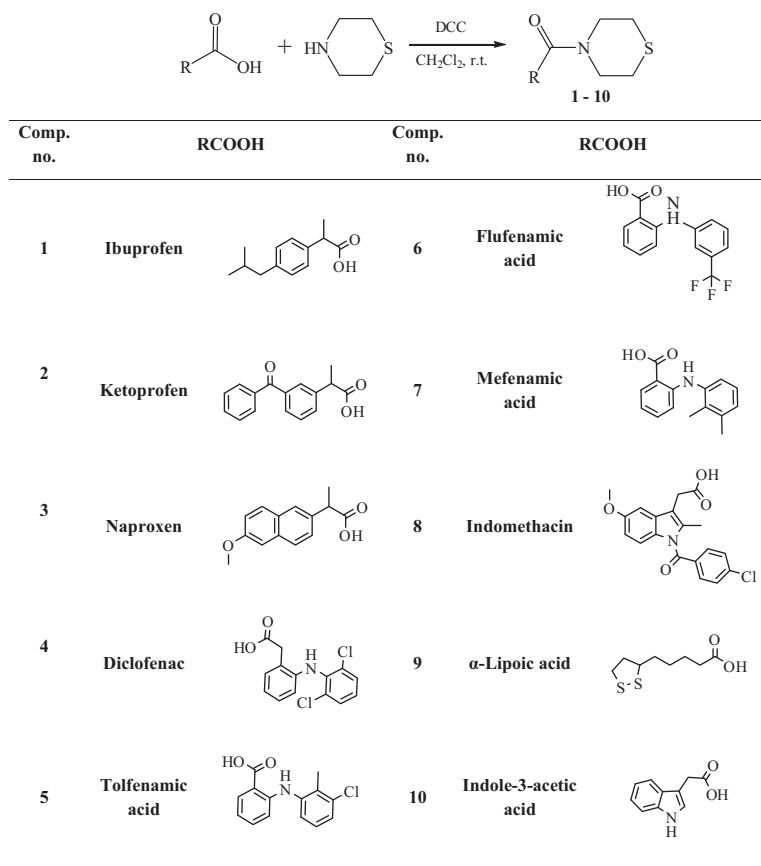 O
R
OH
+
HN
S
DCC
CH2Cl2, r.t.
O
N
S
R
1 - 10
Comp. no.
RCOOH
Comp. no.
RCOOH
1
Ibuprofen
O
OH
6
Flufenamic
acid
HO
O
N
H
F
F
F
2
Ketoprofen
O
O
OH
7
Mefenamic
acid
HO
O
H
N
3
Naproxen
O
O
OH
8
Indomethacin
OH
O
O
N
O
Cl
4
Diclofenac
O
HO
H
N
Cl
Cl
9
α-Lipoic acid
O
OH
S-S
5
Tolfenamic
acid
HO
O
H
N
Cl
10
Indole-3-acetic
acid
O
OH
N
H